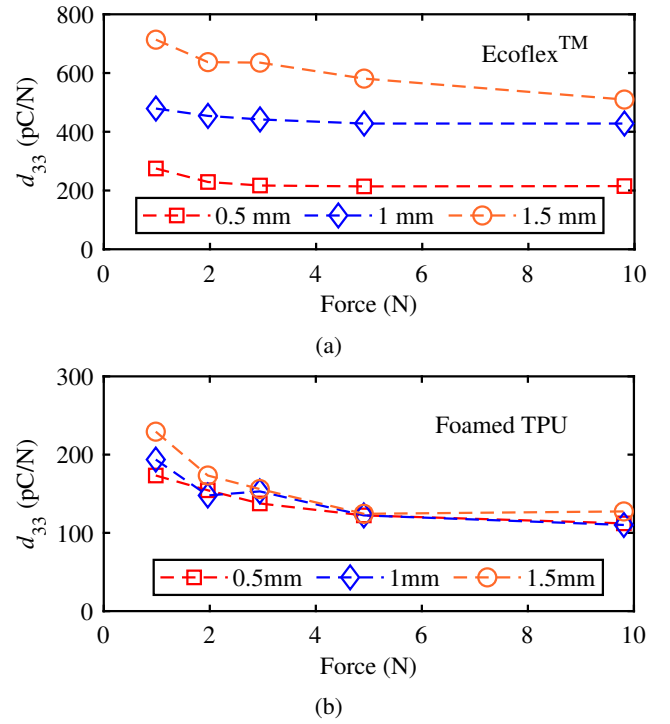 800
600
400
200
0
d33 (pC/N)
Ecoflex™
0.5 mm 1 mm 1.5 mm
0 2 4 6 8 10
Force (N)
(a)
300
200
100
0
d33 (pC/N)
Foamed TPU
0.5mm 1mm 1.5mm
0 2 4 6 8 10
Force (N)
(b)